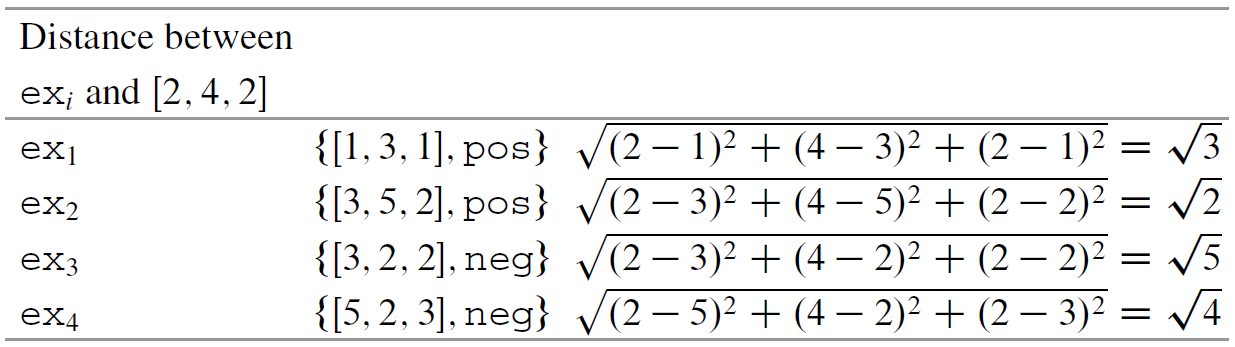 Distance between
exᵢ and [2, 4, 2]
ex₁ {[1, 3, 1], pos} √(2 − 1)² + (4 − 3)² + (2 − 1)² = √3
ex₂ {[3, 5, 2], pos} √(2 − 3)² + (4 − 5)² + (2 − 2)² = √2
ex₃ {[3, 2, 2], neg} √(2 − 3)² + (4 − 2)² + (2 − 2)² = √5
ex₄ {[5, 2, 3], neg} √(2 − 5)² + (4 − 2)² + (2 − 3)² = √4